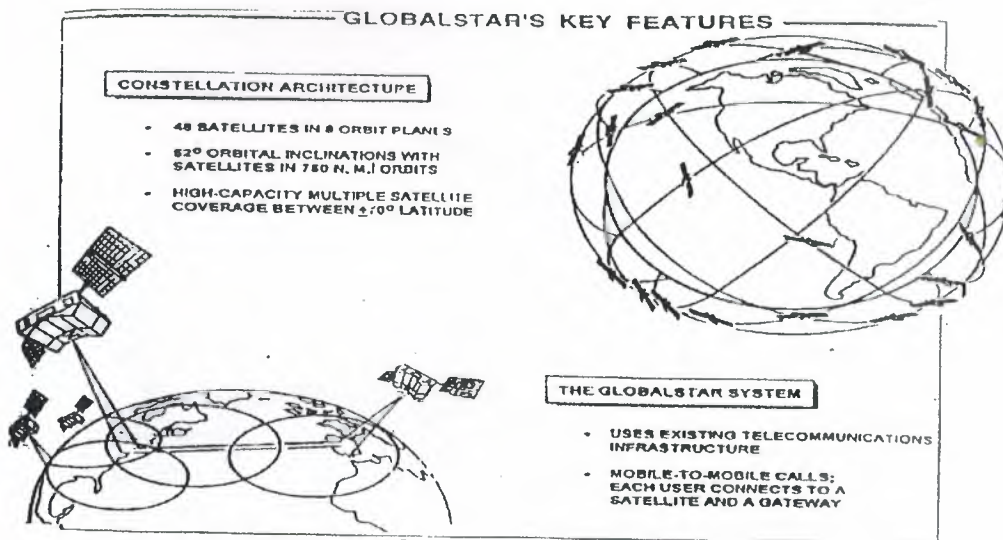 GLOBALSTAR'S KEY FEATURES
CONSTELLATION ARCHITECTURE
• 48 SATELLITES IN 8 ORBIT PLANES
• 52º ORBITAL INCLINATIONS WITH
SATELLITES IN 750 N. M.I ORBITS
• HIGH-CAPACITY MULTIPLE SATELLITE
COVERAGE BETWEEN ±70º LATITUDE
THE GLOBALSTAR SYSTEM
• USES EXISTING TELECOMMUNICATIONS
INFRASTRUCTURE
• MOBILE-TO-MOBILE CALLS;
EACH USER CONNECTS TO A
SATELLITE AND A GATEWAY